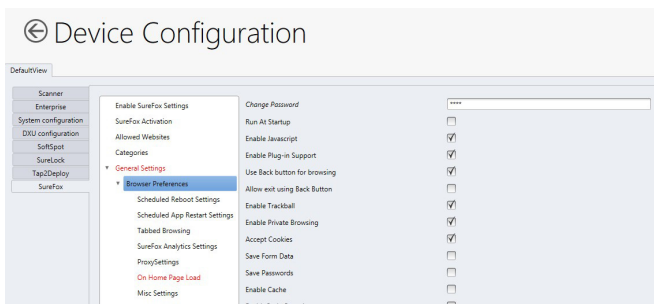 Device Configuration
DefaultView
Scanner
Enterprise
System configuration
DXU configuration
SoftSpot
SureLock
Tap2Deploy
SureFox
Enable SureFox Settings
SureFox Activation
Allowed Websites
Categories
General Settings
Browser Preferences
Scheduled Reboot Settings
Scheduled App Restart Settings
Tabbed Browsing
SureFox Analytics Settings
ProxySettings
On Home Page Load
Misc Settings
Change Password ****
Run At Startup
Enable Javascript
Enable Plug-in Support
Use Back button for browsing
Allow exit using Back Button
Enable Trackball
Enable Private Browsing
Accept Cookies
Save Form Data
Save Passwords
Enable Cache